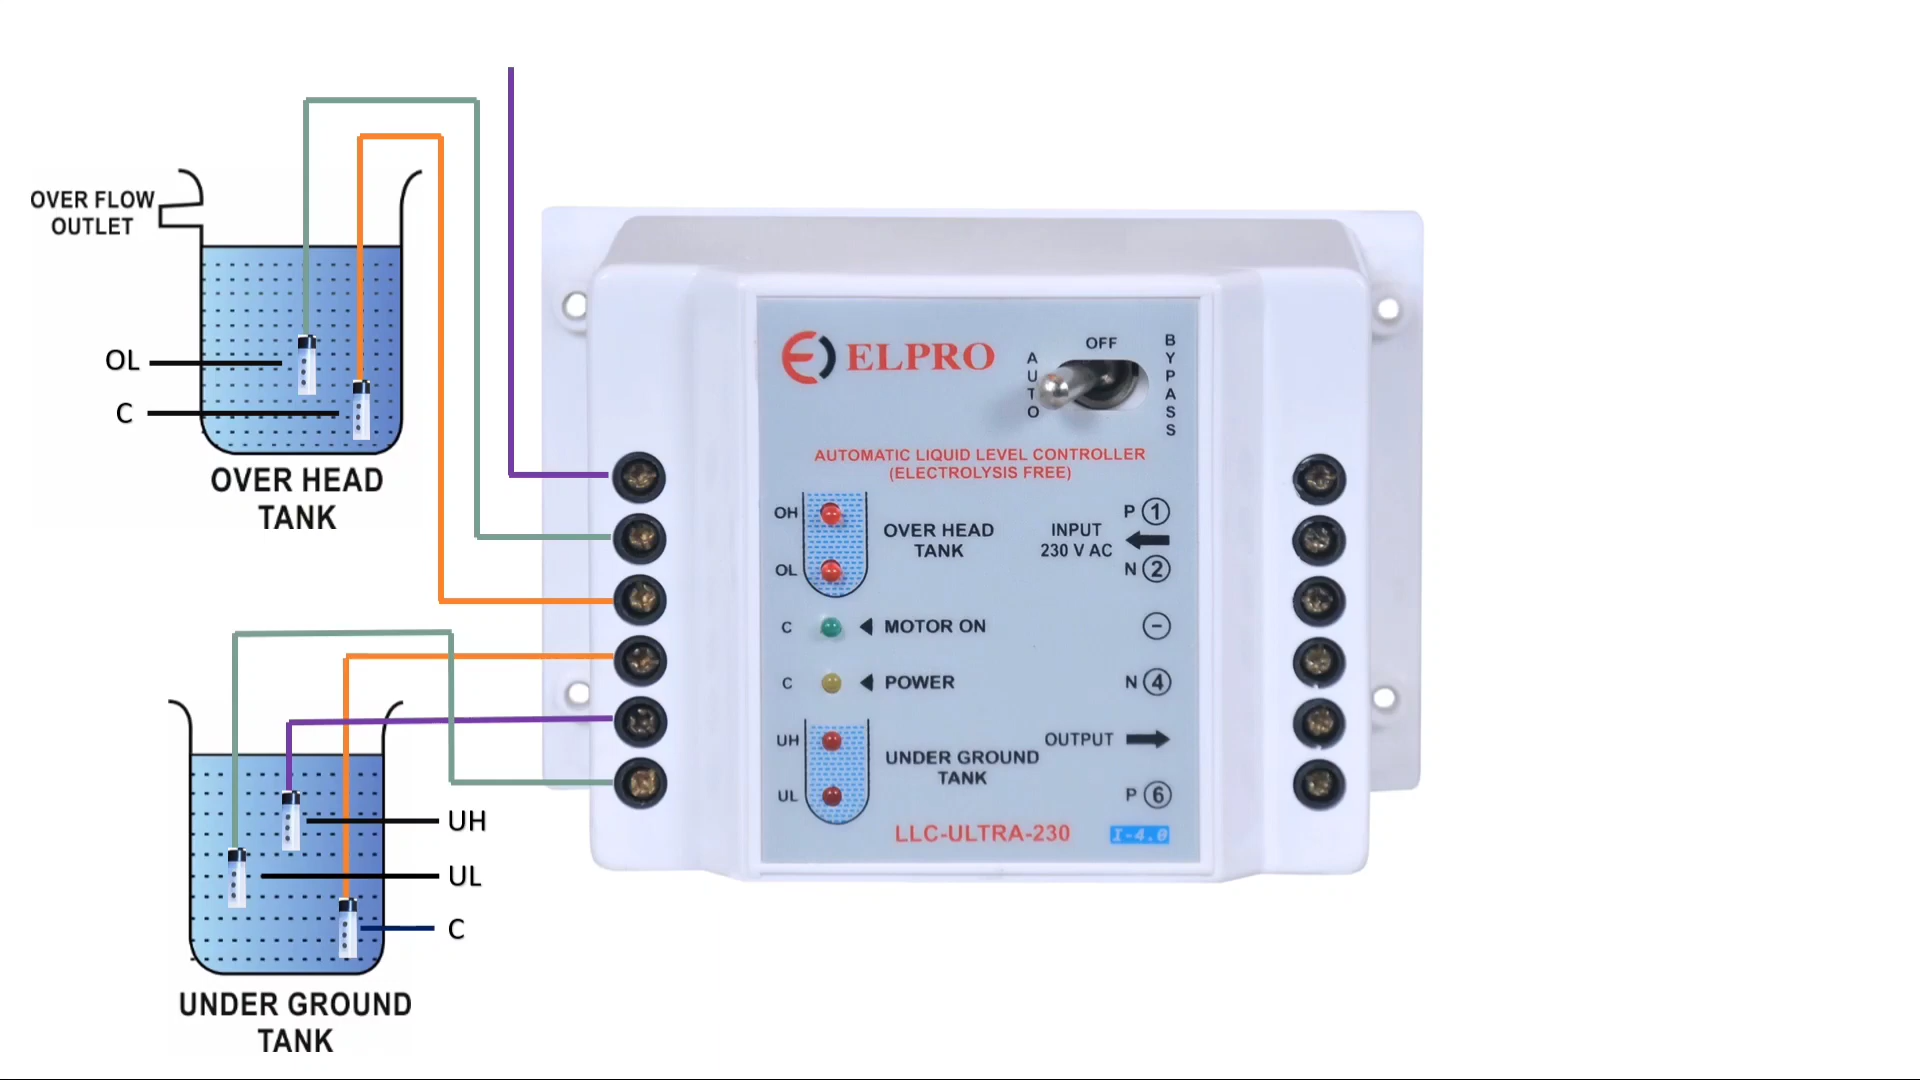 OVER FLOW
OUTLET
OL
C
OVER HEAD
TANK
UH
UL
C
UNDER GROUND
TANK
ELPRO
OFF
AUTO
BYPASS
AUTOMATIC LIQUID LEVEL CONTROLLER
(ELECTROLYSIS FREE)
OH
OL
OVER HEAD
TANK
INPUT
230 V AC
P 1
N 2
C
MOTOR ON
C
POWER
N 4
UH
UL
UNDER GROUND
TANK
OUTPUT
P 6
LLC-ULTRA-230
I-4.0